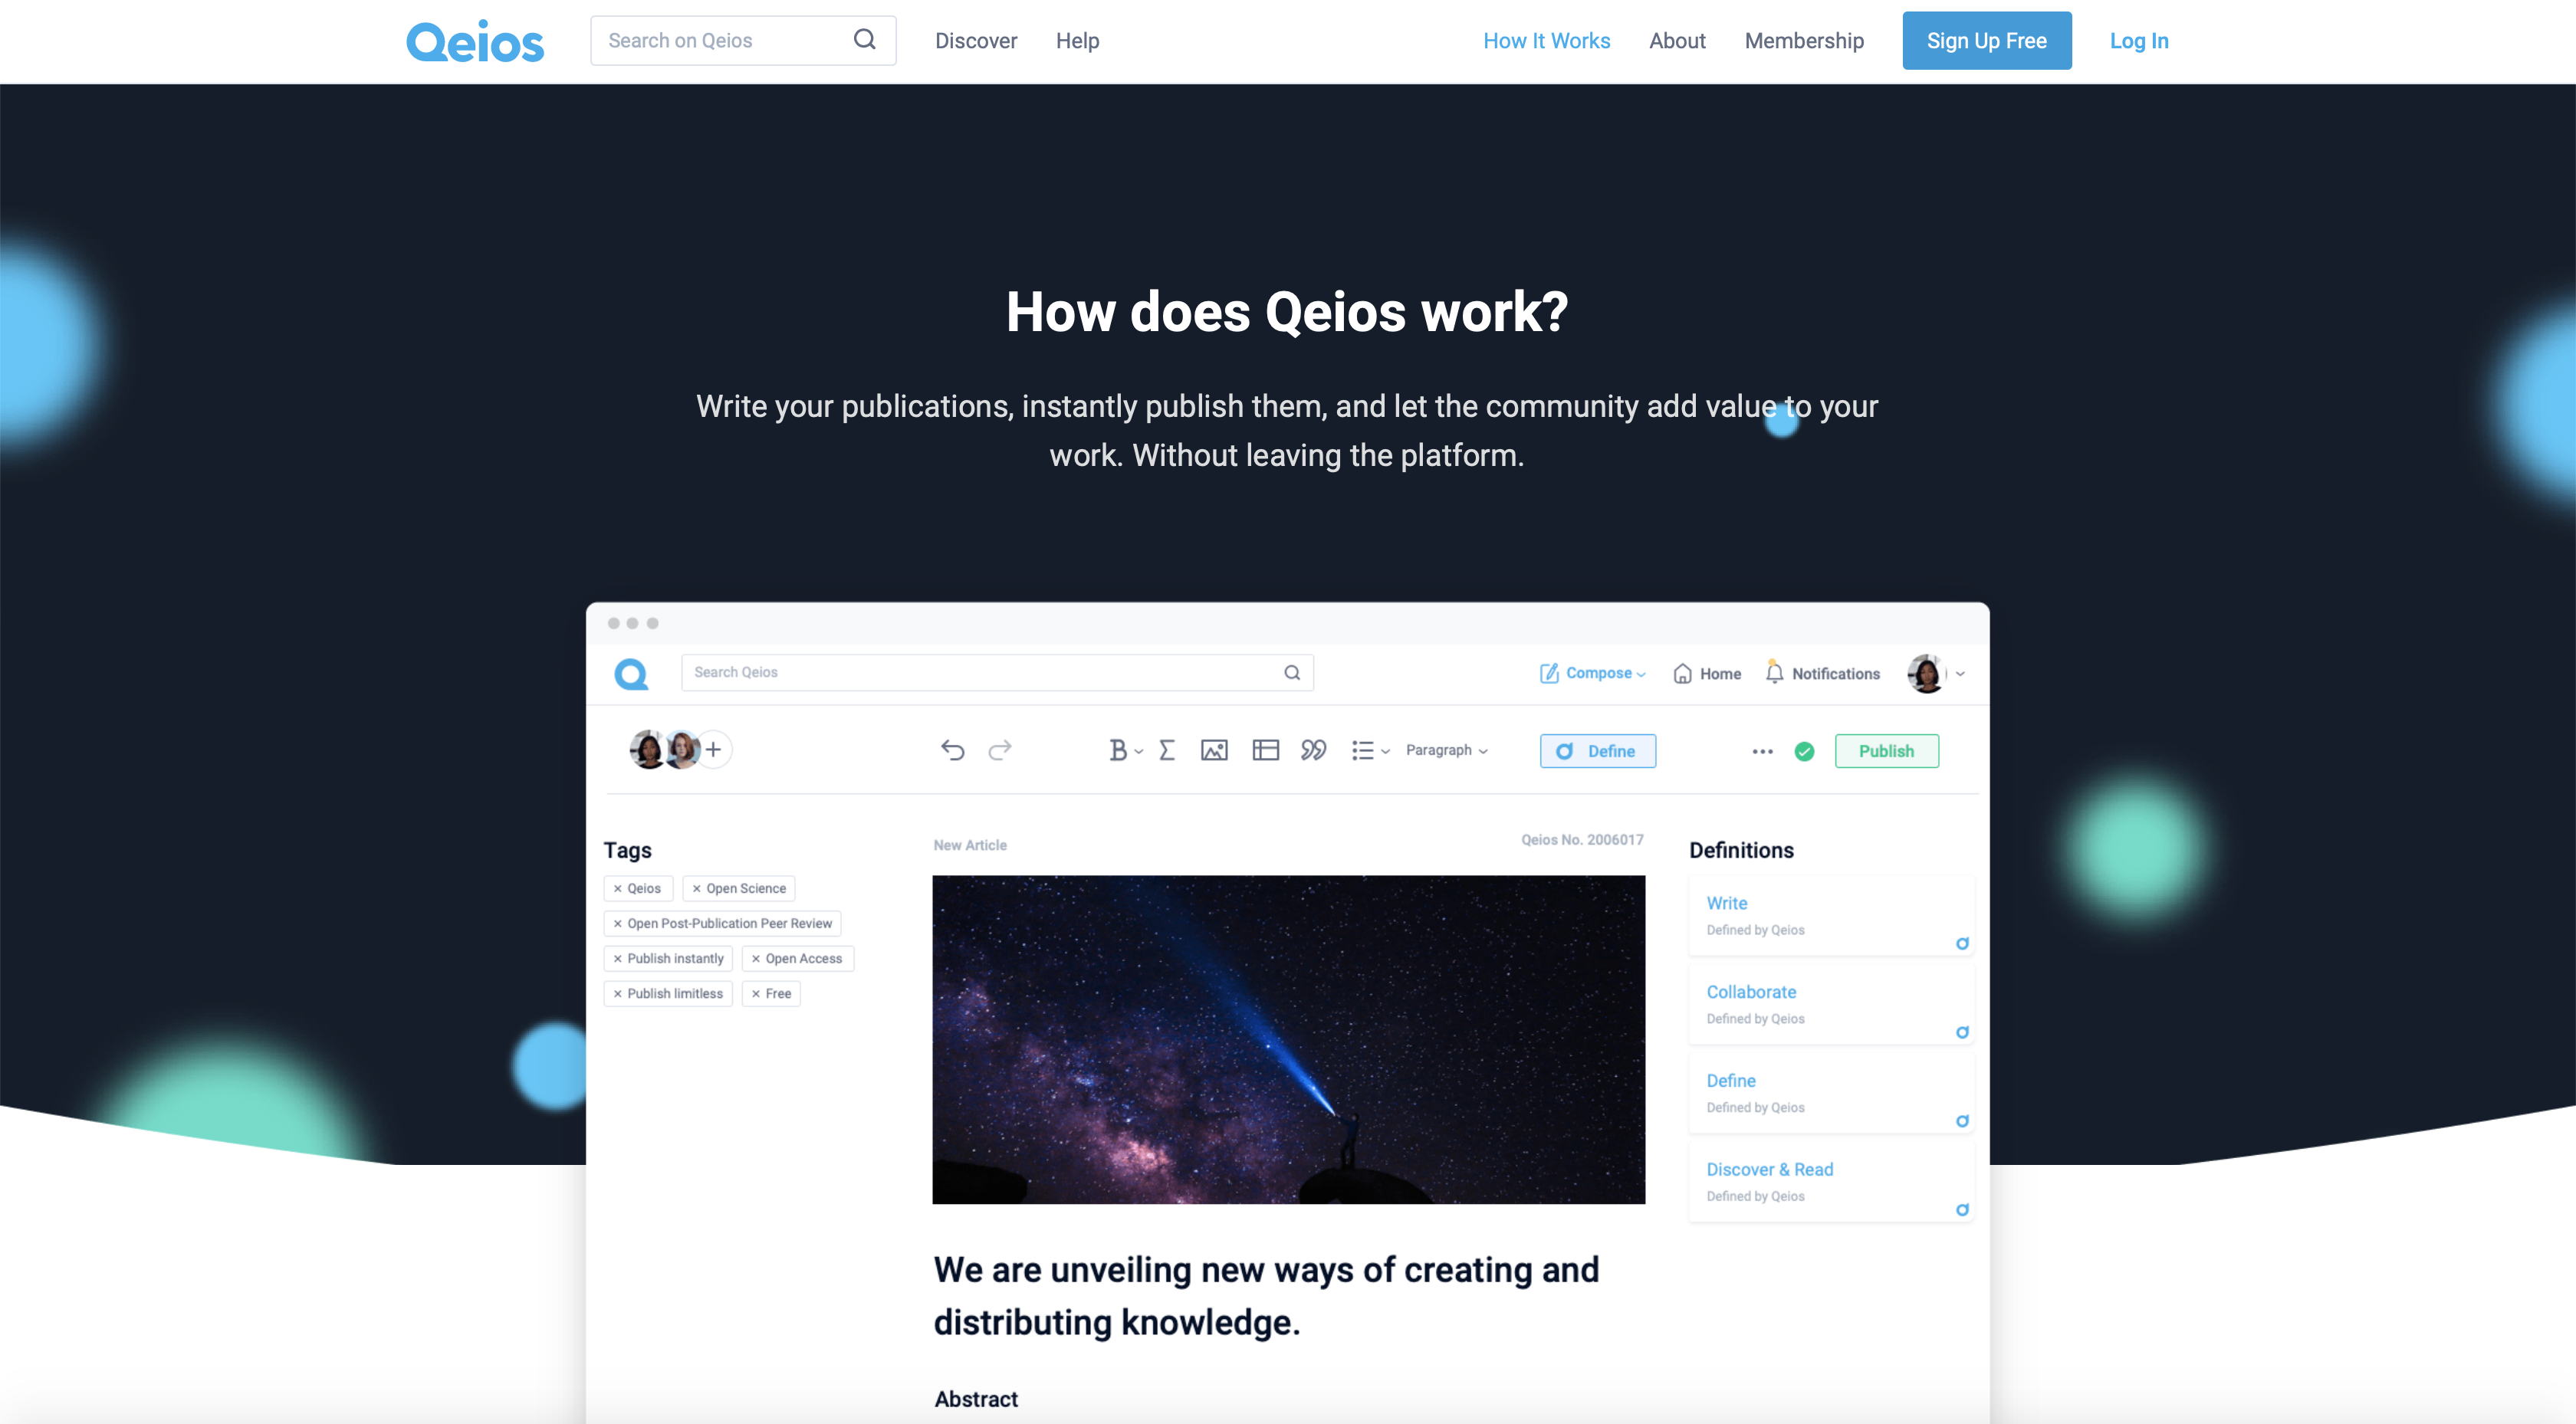 Qeios
Search on Qeios
Discover
Help
How It Works
About
Membership
Sign Up Free
Log In
How does Qeios work?
Write your publications, instantly publish them, and let the community add value to your
work. Without leaving the platform.
Search Qeios
Compose
Home
Notifications
B
Σ
Paragraph
Define
Publish
Tags
× Qeios
× Open Science
× Open Post-Publication Peer Review
× Publish instantly
× Open Access
× Publish limitless
× Free
New Article
Qeios No. 2006017
We are unveiling new ways of creating and
distributing knowledge.
Abstract
Definitions
Write
Defined by Qeios
Collaborate
Defined by Qeios
Define
Defined by Qeios
Discover & Read
Defined by Qeios